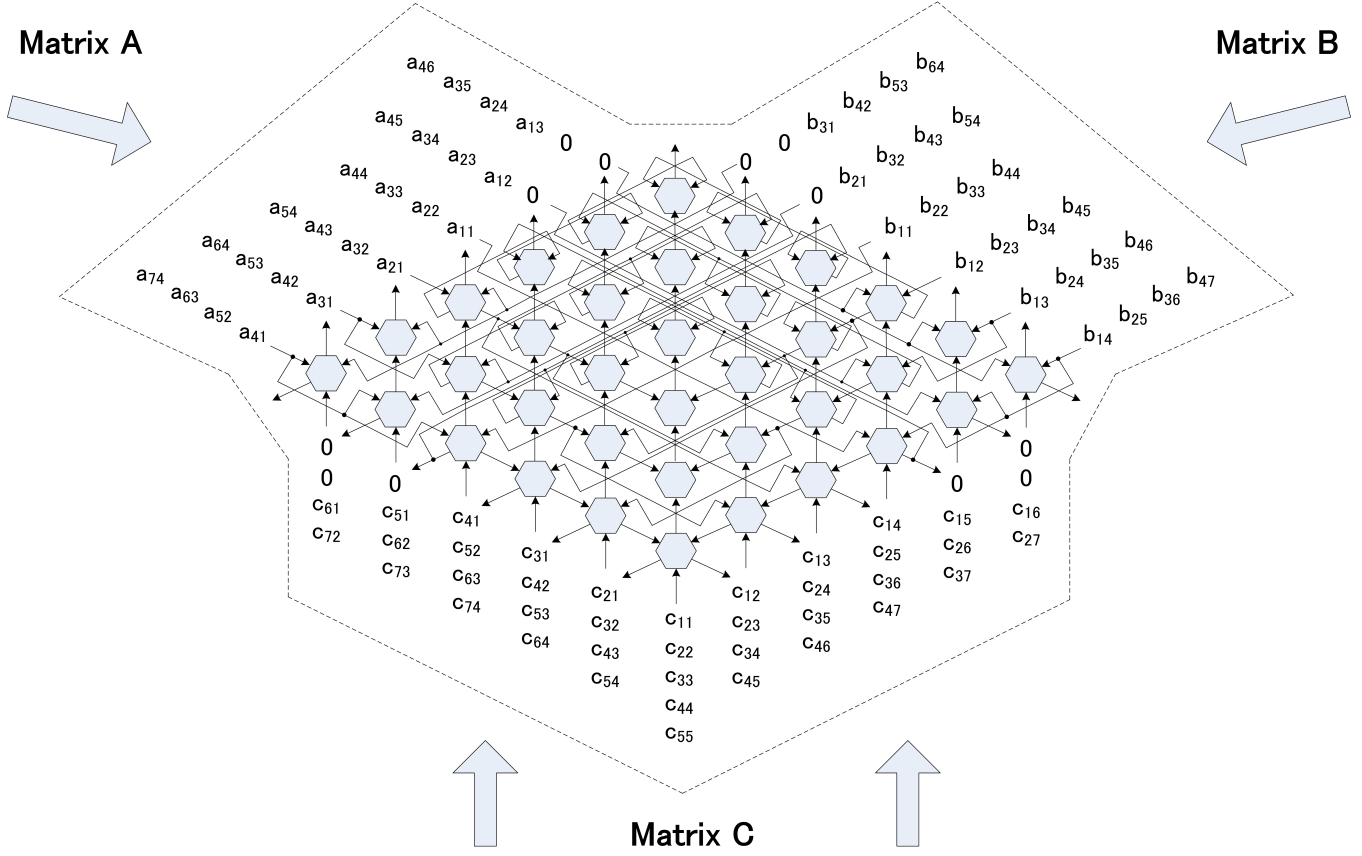 Matrix A
Matrix B
a46 a35 a24 a13 0 0
a45 a34 a23 a12 0
a44 a33 a22 a11
a54 a43 a32 a21
a64 a53 a42 a31
a74 a63 a52 a41
b64 b53 b42 b31 0 0
b54 b43 b32 b21 0
b44 b33 b22 b11
b45 b34 b23 b12
b46 b35 b24 b13
b47 b36 b25 b14
0 0 c61 c72
0 c51 c62 c73
c41 c52 c63 c74
c31 c42 c53 c64
c21 c32 c43 c54
c11 c22 c33 c44 c55
c12 c23 c34 c45
c13 c24 c35 c46
c14 c25 c36 c47
0 c15 c26 c37
0 0 c16 c27
Matrix C